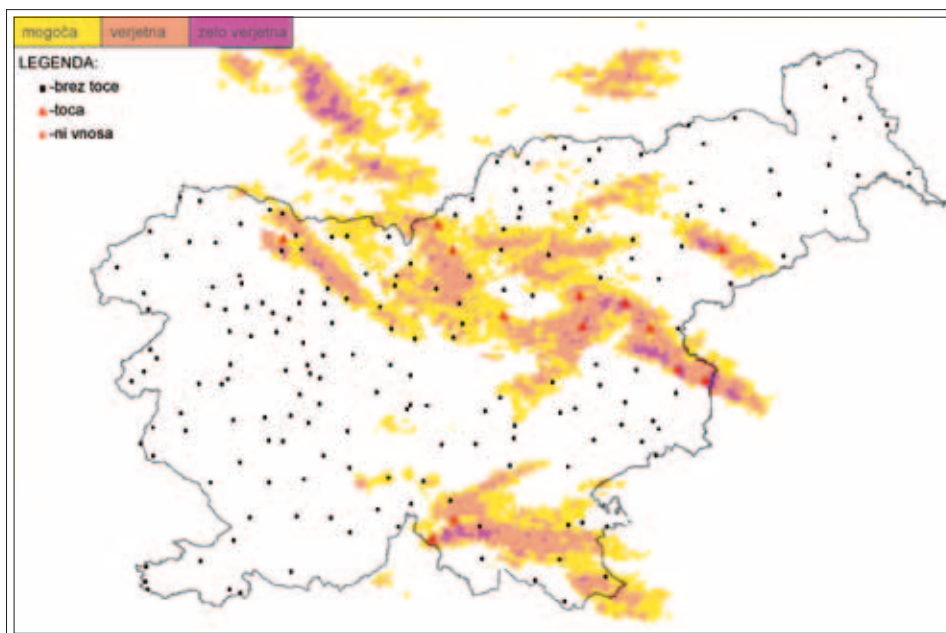 mogoča verjetna zelo verjetna
LEGENDA:
-brez toce
-toca
-ni vnosa